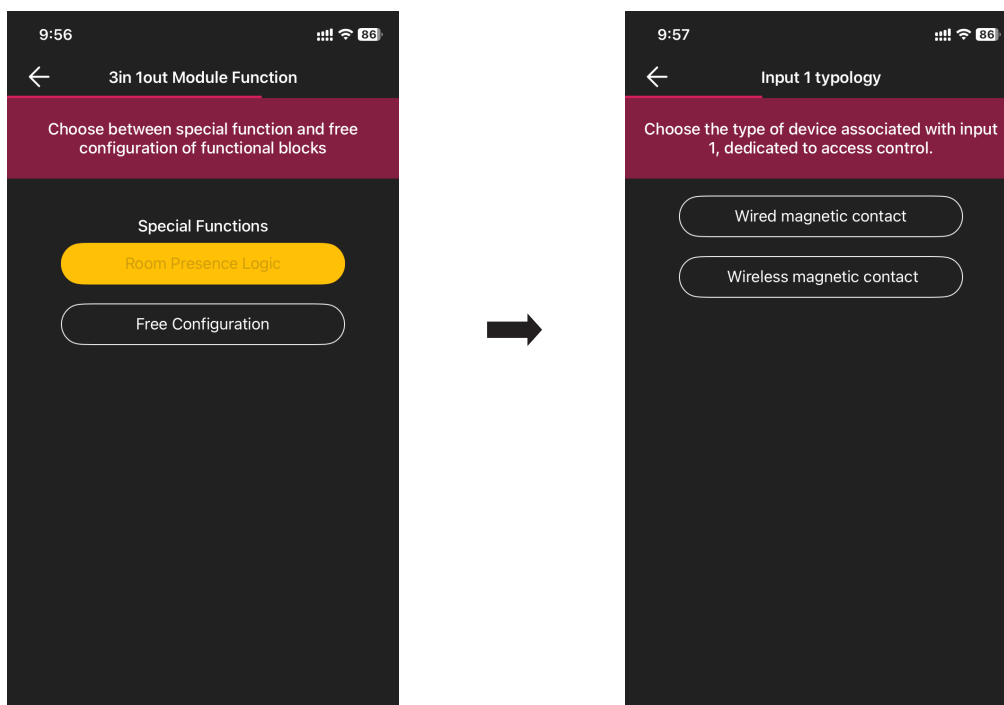 9:56
86
3in 1out Module Function
Choose between special function and free
configuration of functional blocks
Special Functions
Room Presence Logic
Free Configuration
9:57
86
Input 1 typology
Choose the type of device associated with input
1, dedicated to access control.
Wired magnetic contact
Wireless magnetic contact